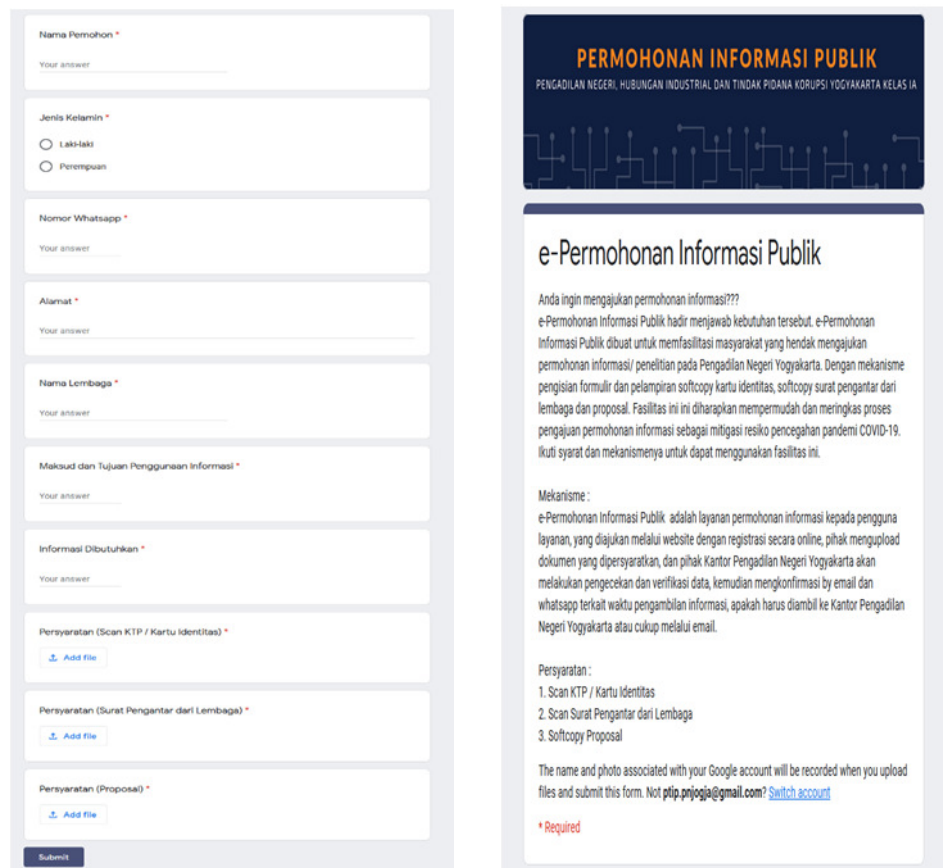 Nama Pemohon *
Your answer
Jenis Kelamin *
Laki-laki
Perempuan
Nomor Whatsapp *
Your answer
Alamat *
Your answer
Nama Lembaga *
Your answer
Maksud dan Tujuan Penggunaan Informasi *
Your answer
Informasi Dibutuhkan *
Your answer
Persyaratan (Scan KTP / Kartu Identitas) *
Add file
Persyaratan (Surat Pengantar dari Lembaga) *
Add file
Persyaratan (Proposal) *
Add file
Submit
PERMOHONAN INFORMASI PUBLIK
PENGADILAN NEGERI, HUBUNGAN INDUSTRIAL DAN TINDAK PIDANA KORUPSI YOGYAKARTA KELAS IA
e-Permohonan Informasi Publik
Anda ingin mengajukan permohonan informasi???
e-Permohonan Informasi Publik hadir menjawab kebutuhan tersebut. e-Permohonan
Informasi Publik dibuat untuk memfasilitasi masyarakat yang hendak mengajukan
permohonan informasi/ penelitian pada Pengadilan Negeri Yogyakarta. Dengan mekanisme
pengisian formulir dan pelampiran softcopy kartu identitas, softcopy surat pengantar dari
lembaga dan proposal. Fasilitas ini ini diharapkan mempermudah dan meringkas proses
pengajuan permohonan informasi sebagai mitigasi resiko pencegahan pandemi COVID-19.
Ikuti syarat dan mekanismenya untuk dapat menggunakan fasilitas ini.
Mekanisme :
e-Permohonan Informasi Publik adalah layanan permohonan informasi kepada pengguna
layanan, yang diajukan melalui website dengan registrasi secara online, pihak mengupload
dokumen yang dipersyaratkan, dan pihak Kantor Pengadilan Negeri Yogyakarta akan
melakukan pengecekan dan verifikasi data, kemudian mengkonfirmasi by email dan
whatsapp terkait waktu pengambilan informasi, apakah harus diambil ke Kantor Pengadilan
Negeri Yogyakarta atau cukup melalui email.
Persyaratan :
1. Scan KTP / Kartu Identitas
2. Scan Surat Pengantar dari Lembaga
3. Softcopy Proposal
The name and photo associated with your Google account will be recorded when you upload
files and submit this form. Not ptip.pnjogja@gmail.com? Switch account
* Required